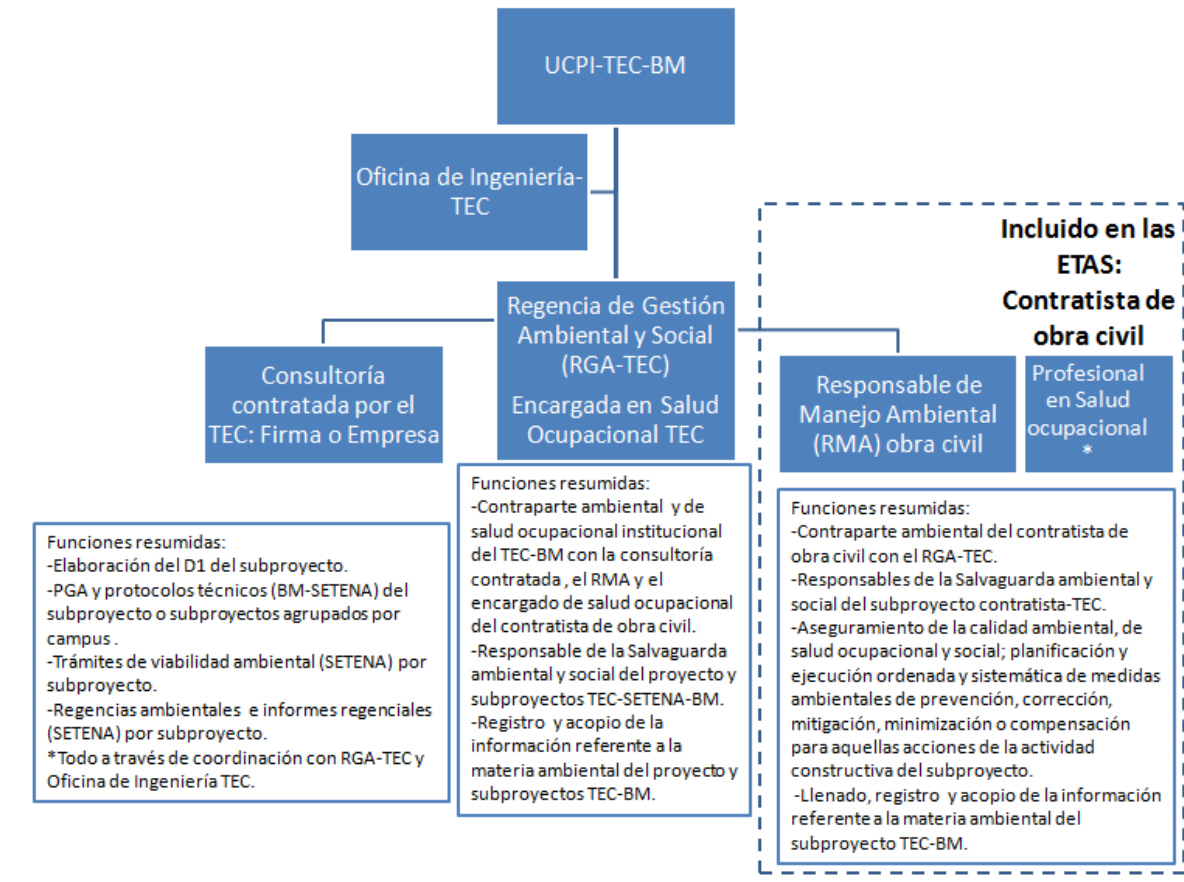 UCPI-TEC-BM
Oficina de Ingeniería-
TEC
Incluido en las
ETAS:
Contratista de
obra civil
Regencia de Gestión
Ambiental y Social
(RGA-TEC)
Encargada en Salud
Ocupacional TEC
Consultoría
contratada por el
TEC: Firma o Empresa
Responsable de
Manejo Ambiental
(RMA) obra civil
Profesional
en Salud
ocupacional
*
Funciones resumidas:
-Elaboración del D1 del subproyecto.
-PGA y protocolos técnicos (BM-SETENA) del
subproyecto o subproyectos agrupados por
campus .
-Trámites de viabilidad ambiental (SETENA) por
subproyecto.
-Regencias ambientales e informes regenciales
(SETENA) por subproyecto.
*Todo a través de coordinación con RGA-TEC y
Oficina de Ingeniería TEC.
Funciones resumidas:
-Contraparte ambiental y de
salud ocupacional institucional
del TEC-BM con la consultoría
contratada , el RMA y el
encargado de salud ocupacional
del contratista de obra civil.
-Responsable de la Salvaguarda
ambiental y social del proyecto y
subproyectos TEC-SETENA-BM.
-Registro y acopio de la
información referente a la
materia ambiental del proyecto y
subproyectos TEC-BM.
Funciones resumidas:
-Contraparte ambiental del contratista de
obra civil con el RGA-TEC.
-Responsables de la Salvaguarda ambiental y
social del subproyecto contratista-TEC.
-Aseguramiento de la calidad ambiental, de
salud ocupacional y social; planificación y
ejecución ordenada y sistemática de medidas
ambientales de prevención, corrección,
mitigación, minimización o compensación
para aquellas acciones de la actividad
constructiva del subproyecto.
-Llenado, registro y acopio de la información
referente a la materia ambiental del
subproyecto TEC-BM.